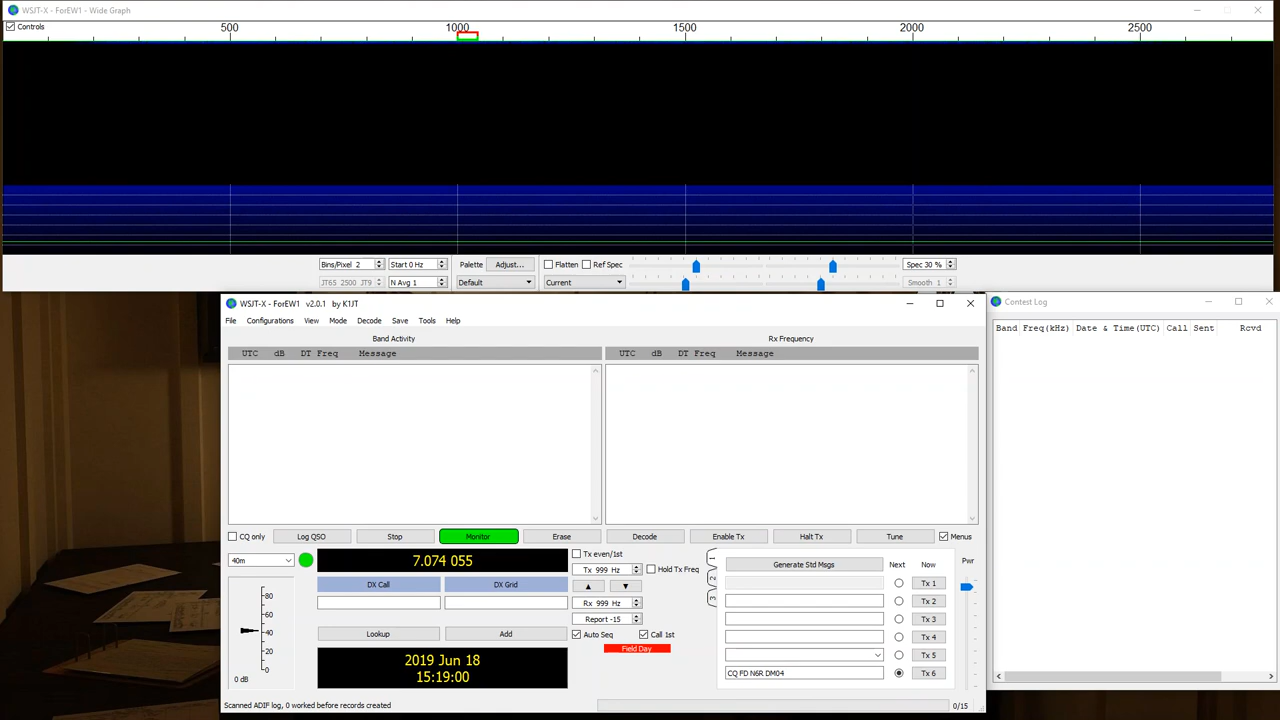 WSJT-X - ForEW1 - Wide Graph
Controls
500 1000 1500 2000 2500
Bins/Pixel 2 Start 0 Hz Palette Adjust... Flatten Ref Spec Spec 30 %
JT65 2500 JT9 N Avg 1 Default Current Smooth 1
WSJT-X - ForEW1 v2.0.1 by K1JT
File Configurations View Mode Decode Save Tools Help
Band Activity
UTC dB DT Freq Message
Rx Frequency
UTC dB DT Freq Message
Contest Log
Band Freq(kHz) Date & Time(UTC) Call Sent Rcvd
CQ only Log QSO Stop Monitor Erase Decode Enable Tx Halt Tx Tune Menus
40m 7.074 055
DX Call DX Grid
Lookup Add
2019 Jun 18
15:19:00
80
60
40
20
0
0 dB
Tx even/1st
Tx 999 Hz Hold Tx Freq
▲ ▼
Rx 999 Hz
Report -15
Auto Seq Call 1st
Field Day
1
2
3
Generate Std Msgs Next Now Pwr
Tx 1
Tx 2
Tx 3
Tx 4
Tx 5
CQ FD N6R DM04 Tx 6
Scanned ADIF log, 0 worked before records created 0/15